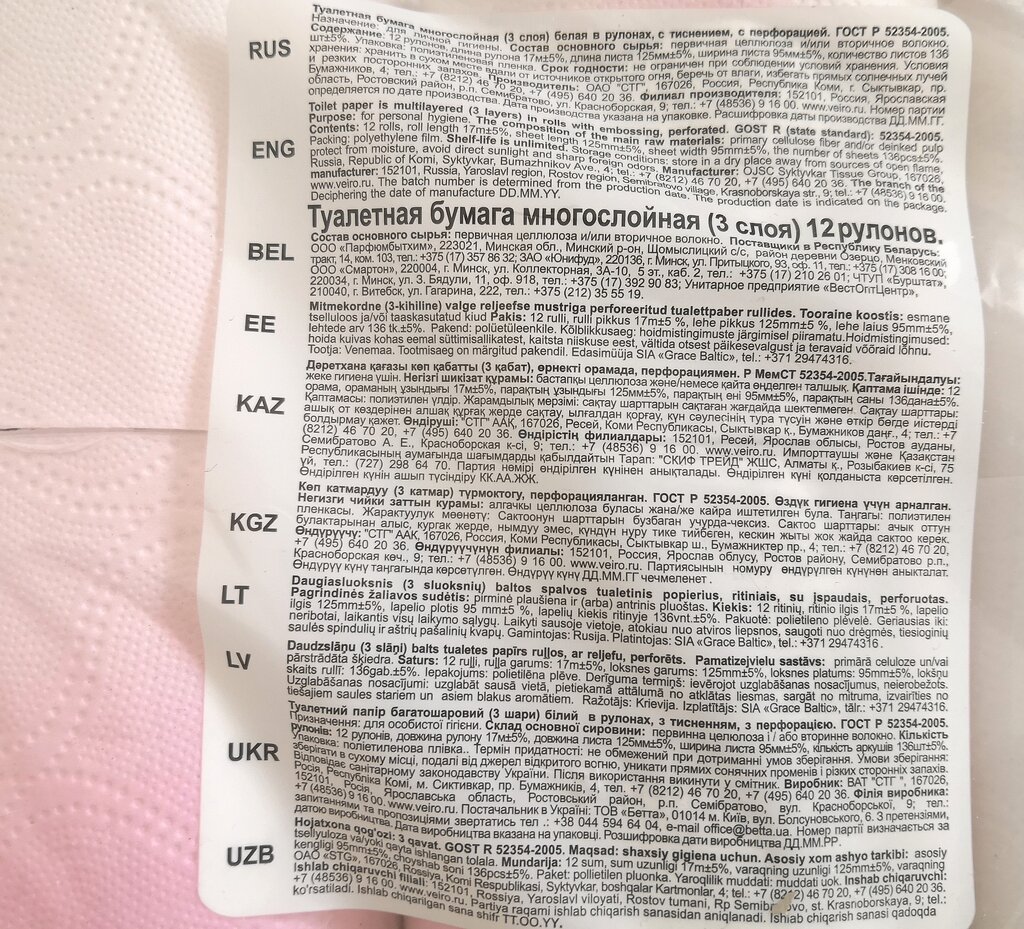 RUS
Туалетная бумага многослойная (3 слоя) белая в рулонах, с тиснением, с перфорацией. ГОСТ Р 52354-2005.
Назначение: для личной гигиены.
Содержание: 12 рулонов, длина рулона 17м±5%, длина листа 125мм±5%, ширина листа 95мм±5%, количество листов 136
шт±5%. Упаковка: полиэтиленовая пленка. Состав основного сырья: первичная целлюлоза и/или вторичное волокно.
хранения: хранить в сухом месте вдали от источников открытого огня, беречь от влаги, избегать прямых солнечных лучей
и резких посторонних запахов. Срок годности: не ограничен при соблюдении условий хранения. Условия
Бумажников, 4; тел.: +7 (8212) 46 70 20, +7 (495) 640 20 36. Производитель: ОАО "СТГ", 167026, Россия, Республика Коми, г. Сыктывкар, пр.
область, Ростовский район, р.п. Семибратово, ул. Красноборская, 9; тел.: +7 (48536) 9 16 00. www.veiro.ru. Номер партии
Филиал производителя: 152101, Россия, Ярославская
определяется по дате производства. Дата производства указана на упаковке. Расшифровка даты производства ДД.ММ.ГГ.
ENG
Toilet paper is multilayered (3 layers) in rolls with embossing, perforated. GOST R (state standard): 52354-2005.
Purpose: for personal hygiene. The composition of the main raw materials: primary cellulose fiber and/or deinked pulp
Contents: 12 rolls, roll length 17m±5%, sheet length 125mm±5%, sheet width 95mm±5%, the number of sheets 136pcs±5%.
Packing: polyethylene film. Shelf-life is unlimited. Storage conditions: store in a dry place away from sources of open flame,
protect from moisture, avoid direct sunlight and sharp foreign odors. Manufacturer: OJSC Syktyvkar Tissue Group, 167026,
Russia, Republic of Komi, Syktyvkar, Bumazhnikov Ave., 4; tel.: +7 (8212) 46 70 20, +7 (495) 640 20 36. The branch of the
manufacturer: 152101, Russia, Yaroslavl region, Rostov region, Semibratovo village, Krasnoborskaya str., 9; tel.: +7 (48536) 9 16 00.
www.veiro.ru. The batch number is determined from the production date. The production date is indicated on the package.
Deciphering the date of manufacture DD.MM.YY.
Туалетная бумага многослойная (3 слоя) 12 рулонов.
BEL
Состав основного сырья: первичная целлюлоза и/или вторичное волокно. Поставщики в Республику Беларусь:
ООО «Парфюмбытхим», 223021, Минская обл., Минский р-он, Щомыслицкий с/с, район деревни Озерцо, Менковский
тракт, 14, ком. 103, тел.: +375 (17) 357 86 32; ЗАО «Юнифуд», 220136, г. Минск, ул. Притыцкого, 93, оф. 11, тел.: +375 (17) 308 16 00;
ООО «Смартон», 220004, г. Минск, ул. Коллекторная, 3А-10, 5 эт., каб. 2, тел.: +375 (17) 210 26 01; ЧТУП «Бурштат»,
220034, г. Минск, ул. З. Бядули, 11, оф. 918, тел.: +375 (17) 392 90 83; Унитарное предприятие «ВестОптЦентр»,
210040, г. Витебск, ул. Гагарина, 222, тел.: +375 (212) 35 55 19.
EE
Mitmekordne (3-kihiline) valge reljeefse mustriga perforeeritud tualettpaber rullides. Tooraine koostis: esmane
tselluloos ja/või taaskasutatud kiud Pakis: 12 rulli, rulli pikkus 17m±5 %, lehe pikkus 125mm±5 %, lehe laius 95mm±5%,
lehtede arv 136 tk.±5%. Pakend: polüetüleenkile. Kõlblikkusaeg: hoidmistingimuste järgimisel piiramatu.Hoidmistingimused:
hoida kuivas kohas eemal süttimisallikatest, kaitsta niiskuse eest, vältida otsest päikesevalgust ja teravaid võõraid lõhnu.
Tootja: Venemaa. Tootmisaeg on märgitud pakendil. Edasimüüja SIA «Grace Baltic», tel.: +371 29474316.
KAZ
Дәретхана қағазы көп қабатты (3 қабат), өрнекті орамада, перфорациямен. Р МемСТ 52354-2005.Тағайындалуы:
жеке гигиена үшін. Негізгі шикізат құрамы: бастапқы целлюлоза және/немесе қайта өңделген талшық. Қаптама ішінде: 12
орама, ораманың ұзындығы 17м±5%, парақтың ұзындығы 125мм±5%, парақтың ені 95мм±5%, парақтың саны 136дана±5%.
Қаптамасы: полиэтилен үлдір. Жарамдылық мерзімі: сақтау шарттарын сақтаған жағдайда шектелмеген. Сақтау шарттары:
ашық от көздерінен алшақ құрғақ жерде сақтау, ылғалдан қорғау, күн сәулесінің тура түсуін және өткір бөгде иістерді
болдырмау қажет. Өндіруші: "СТГ" ААҚ, 167026, Ресей, Коми Республикасы, Сыктывкар қ., Бумажников даңғ., 4; тел.: +7
(8212) 46 70 20, +7 (495) 640 20 36. Өндірістің филиалдары: 152101, Ресей, Ярослав облысы, Ростов ауданы,
Семибратово А. Е., Красноборская к-сі, 9; тел.: +7 (48536) 9 16 00. www.veiro.ru. Импорттаушы және Қазақстан
Республикасының аумағында шағымдарды қабылдайтын Тарап: "СКИФ ТРЕЙД" ЖШС, Алматы қ., Розыбакиев к-сі, 75
үй, тел.: (727) 298 64 70. Партия нөмірі өндірілген күнінен анықталады. Өндірілген күні қолданыста көрсетілген.
Өндірілген күнін ашып түсіндіру КК.АА.ЖЖ.
KGZ
Көп катмардуу (3 катмар) түрмоктогу, перфорацияланган. ГОСТ Р 52354-2005. Өздүк гигиена үчүн арналган.
Негизги чийки заттын курамы: алгачкы целлюлоза буласы жана/же кайра иштетилген була. Таңгагы: полиэтилен
пленкасы. Жарактуулук мөөнөтү: Сактоонун шарттарын бузбаган учурда-чексиз. Сактоо шарттары: ачык оттун
булактарынан алыс, кургак жерде, нымдуу эмес, күндүн нуру тике тийбеген, кескин жыты жок жайда сактоо керек.
Өндүрүүчү: "СТГ" ААК, 167026, Россия, Коми Республикасы, Сыктывкар ш., Бумажниктер пр., 4; тел.: +7 (8212) 46 70 20,
+7 (495) 640 20 36. Өндүрүүчүнүн филиалы: 152101, Россия, Ярослав облусу, Ростов району, Семибратово р.п.,
Красноборская көч., 9; тел.: +7 (48536) 9 16 00. www.veiro.ru. Партиясынын номуру өндүрүлгөн күнүнөн аныкталат.
Өндүрүү күнү таңгагында көрсөтүлгөн. Өндүрүү күнү ДД.ММ.ГГ чечмеленет .
LT
Daugiasluoksnis (3 sluoksnių) baltos spalvos tualetinis popierius, ritiniais, su įspaudais, perforuotas.
Pagrindinės žaliavos sudėtis: pirminė plaušiena ir (arba) antrinis pluoštas. Kiekis: 12 ritinių, ritinio ilgis 17m±5 %, lapelio
ilgis 125mm±5%, lapelio plotis 95 mm±5 %, lapelių kiekis ritinyje 136vnt.±5%. Pakuotė: polietileno plėvelė. Geriausias iki:
neribotai, laikantis visų laikymo sąlygų. Laikyti sausoje vietoje, atokiau nuo atviros liepsnos, saugoti nuo drėgmės, tiesioginių
saulės spindulių ir aštrių pašalinių kvapų. Gamintojas: Rusija. Platintojas: SIA «Grace Baltic», tel.: +371 29474316 .
LV
Daudzslāņu (3 slāņi) balts tualetes papīrs ruļļos, ar reljefu, perforēts. Pamatizejvielu sastāvs: primārā celuloze un/vai
pārstrādāta šķiedra. Saturs: 12 ruļļi, ruļļa garums: 17m±5%, loksnes garums: 125mm±5%, loksnes platums: 95mm±5%, lokšņu
skaits rullī: 136gab.±5%. Iepakojums: polietilēna plēve. Derīguma termiņš: ievērojot uzglabāšanas nosacījumus, neierobežots.
Uzglabāšanas nosacījumi: uzglabāt sausā vietā, pietiekamā attālumā no atklātas liesmas, sargāt no mitruma, izvairīties no
tiešajiem saules stariem un asiem blakus aromātiem. Ražotājs: Krievija. Izplatītājs: SIA «Grace Baltic», tālr.: +371 29474316.
UKR
Туалетний папір багатошаровий (3 шари) білий в рулонах, з тисненням, з перфорацією. ГОСТ Р 52354-2005.
Призначення: для особистої гігієни. Склад основної сировини: первинна целюлоза і / або вторинне волокно. Кількість
рулонів: 12 рулонів, довжина рулону 17м±5%, довжина листа 125мм±5%, ширина листа 95мм±5%, кількість аркушів 136шт±5%.
Упаковка: поліетиленова плівка.. Термін придатності: не обмежений при дотриманні умов зберігання. Умови зберігання:
зберігати в сухому місці, подалі від джерел відкритого вогню, уникати прямих сонячних променів і різких сторонніх запахів.
Відповідає санітарному законодавству України. Після використання викинути у смітник. Виробник: ВАТ "СТГ ", 167026,
Росія, Республіка Комі, м. Сиктивкар, пр. Бумажників, 4, тел. +7 (8212) 46 70 20, +7 (495) 640 20 36. Філія виробника:
152101, Росія, Ярославська область, Ростовський район, р.п. Семібратово, вул. Красноборської, 9; тел.:
+7 (48536) 9 16 00. www.veiro.ru. Постачальник в Україні: ТОВ «Бетта», 01014 м. Київ, вул. Болсуновського, 6. З претензіями,
запитаннями та пропозиціями звертатись тел .: +38 044 594 64 04, e-mail office@betta.ua. Номер партії визначається за
датою виробництва. Дата виробництва вказана на упаковці. Розшифровка дати виробництва ДД.ММ.РР.
UZB
Hojatxona qog'ozi: 3 qavat. GOST R 52354-2005. Maqsad: shaxsiy gigiena uchun. Asosiy xom ashyo tarkibi: asosiy
tsellyuloza va/yoki qayta ishlangan tolala. Mundarija: 12 sum, sum uzunligi 17m±5%, varaqning uzunligi 125mm±5%, varaqning
kengligi 95mm±5%, choyshab soni 136pcs±5%. Paket: pollietilen pluonka. Yaroqlilik muddati: muddati uok. Inshab chiqaruvchi:
ОАО «STG», 167026, Rossiya, Komi Respublikasi, Syktyvkar, boshqalar Kartmonlar, 4; tel.: +7 (8212) 46 70 20, +7 (495) 640 20 36.
Ishlab chiqaruvchi filiali: 152101, Rossiya, Yaroslavl viloyati, Rostov tumani, Rp Semibratovo, st. Krasnoborskaya, 9; tel.:
+7 (48536) 9 16 00. www.veiro.ru. Partiya raqami ishlab chiqarish sanasidan aniqlanadi. Ishlab chiqarish sanasi qadoqda
ko'rsatildi. Ishlab chiqarilgan sana shifr TT.OO.YY.